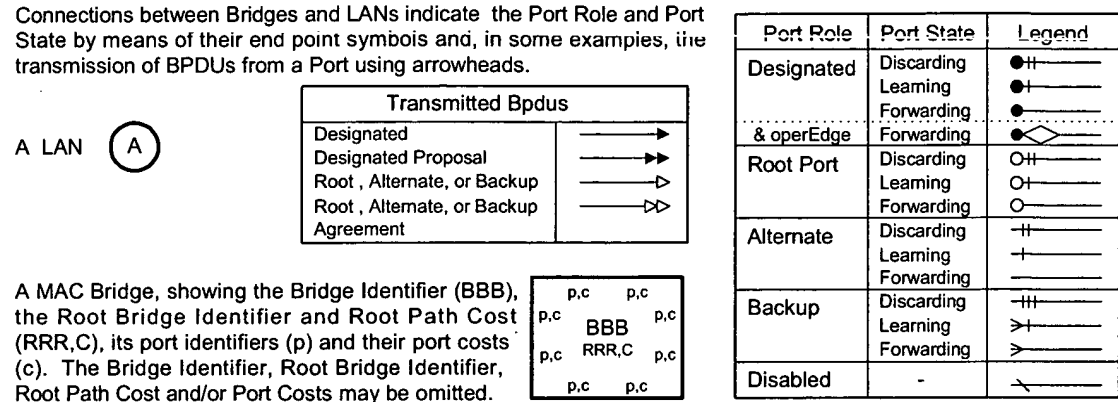 Connections between Bridges and LANs indicate the Port Role and Port
State by means of their end point symbols and, in some examples, the
transmission of BPDUs from a Port using arrowheads.
A LAN
A
Transmitted Bpdus
Designated
Designated Proposal
Root , Alternate, or Backup
Root , Alternate, or Backup
Agreement
A MAC Bridge, showing the Bridge Identifier (BBB),
the Root Bridge Identifier and Root Path Cost
(RRR,C), its port identifiers (p) and their port costs
(c). The Bridge Identifier, Root Bridge Identifier,
Root Path Cost and/or Port Costs may be omitted.
p,c p,c
p,c BBB p,c
p,c RRR,C p,c
p,c p,c
Port Role Port State Legend
Designated Discarding
Learning
Forwarding
& operEdge Forwarding
Root Port Discarding
Learning
Forwarding
Alternate Discarding
Learning
Forwarding
Backup Discarding
Learning
Forwarding
Disabled -